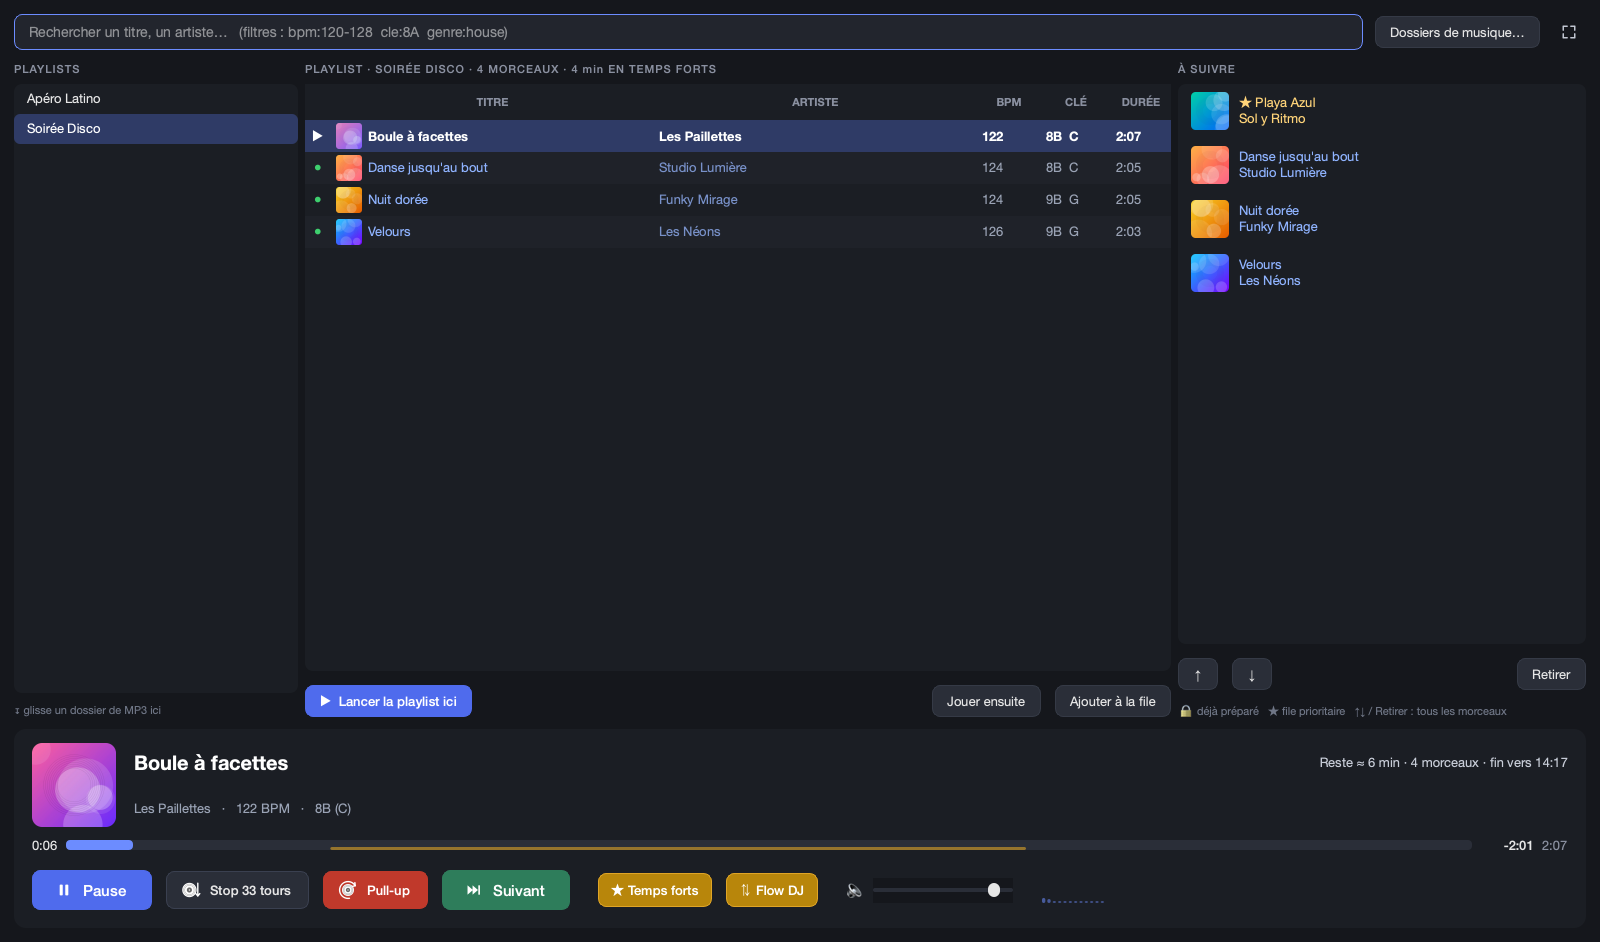 Rechercher un titre, un artiste… (filtres : bpm:120-128 cle:8A genre:house)
Dossiers de musique…
PLAYLISTS
Apéro Latino
Soirée Disco
↕ glisse un dossier de MP3 ici
PLAYLIST · SOIRÉE DISCO · 4 MORCEAUX · 4 min EN TEMPS FORTS
TITRE ARTISTE BPM CLÉ DURÉE
▶ Boule à facettes Les Paillettes 122 8B C 2:07
• Danse jusqu'au bout Studio Lumière 124 8B C 2:05
• Nuit dorée Funky Mirage 124 9B G 2:05
• Velours Les Néons 126 9B G 2:03
▶ Lancer la playlist ici
Jouer ensuite
Ajouter à la file
À SUIVRE
★ Playa Azul
Sol y Ritmo
Danse jusqu'au bout
Studio Lumière
Nuit dorée
Funky Mirage
Velours
Les Néons
↑ ↓ Retirer
🔒 déjà préparé ★ file prioritaire ↑↓ / Retirer : tous les morceaux
Boule à facettes
Reste ≈ 6 min · 4 morceaux · fin vers 14:17
Les Paillettes · 122 BPM · 8B (C)
0:06 -2:01 2:07
Pause
Stop 33 tours
Pull-up
Suivant
★ Temps forts
⇅ Flow DJ